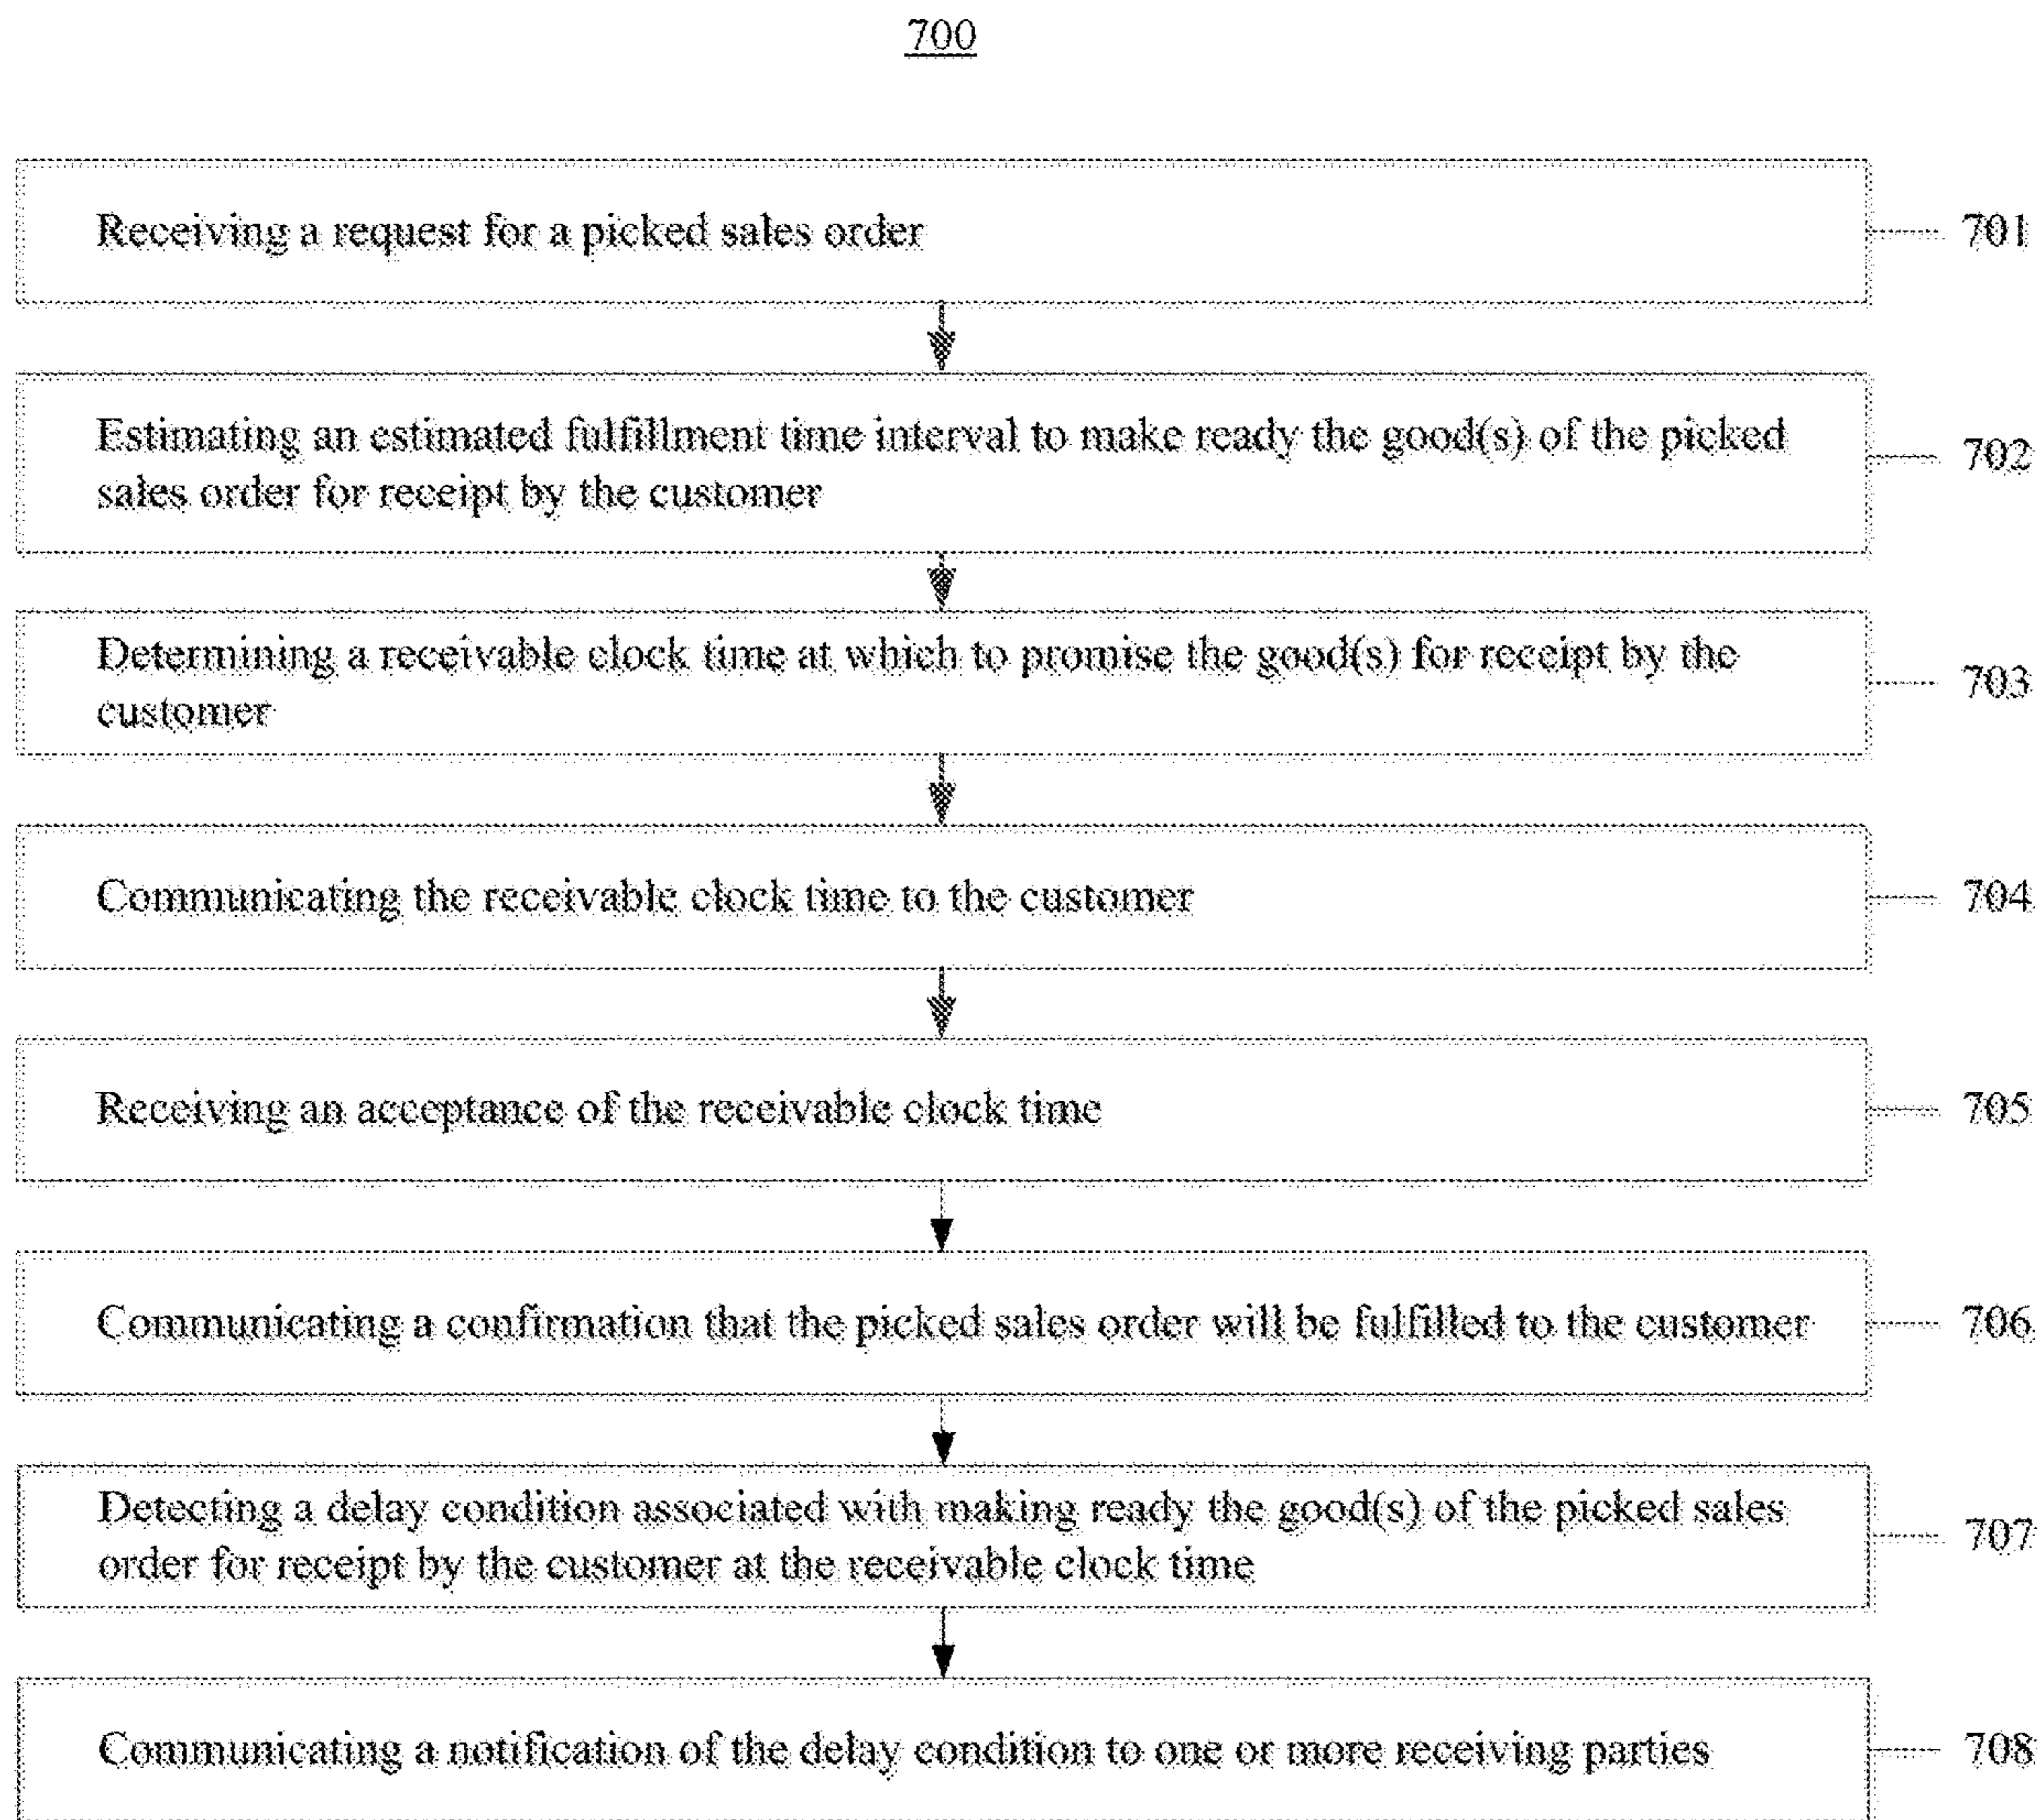 700
Receiving a request for a picked sales order
701
Estimating an estimated fulfillment time interval to make ready the good(s) of the picked
sales order for receipt by the customer
702
Determining a receivable clock time at which to promise the good(s) for receipt by the
customer
703
Communicating the receivable clock time to the customer
704
Receiving an acceptance of the receivable clock time
705
Communicating a confirmation that the picked sales order will be fulfilled to the customer
706
Detecting a delay condition associated with making ready the good(s) of the picked sales
order for receipt by the customer at the receivable clock time
707
Communicating a notification of the delay condition to one or more receiving parties
708